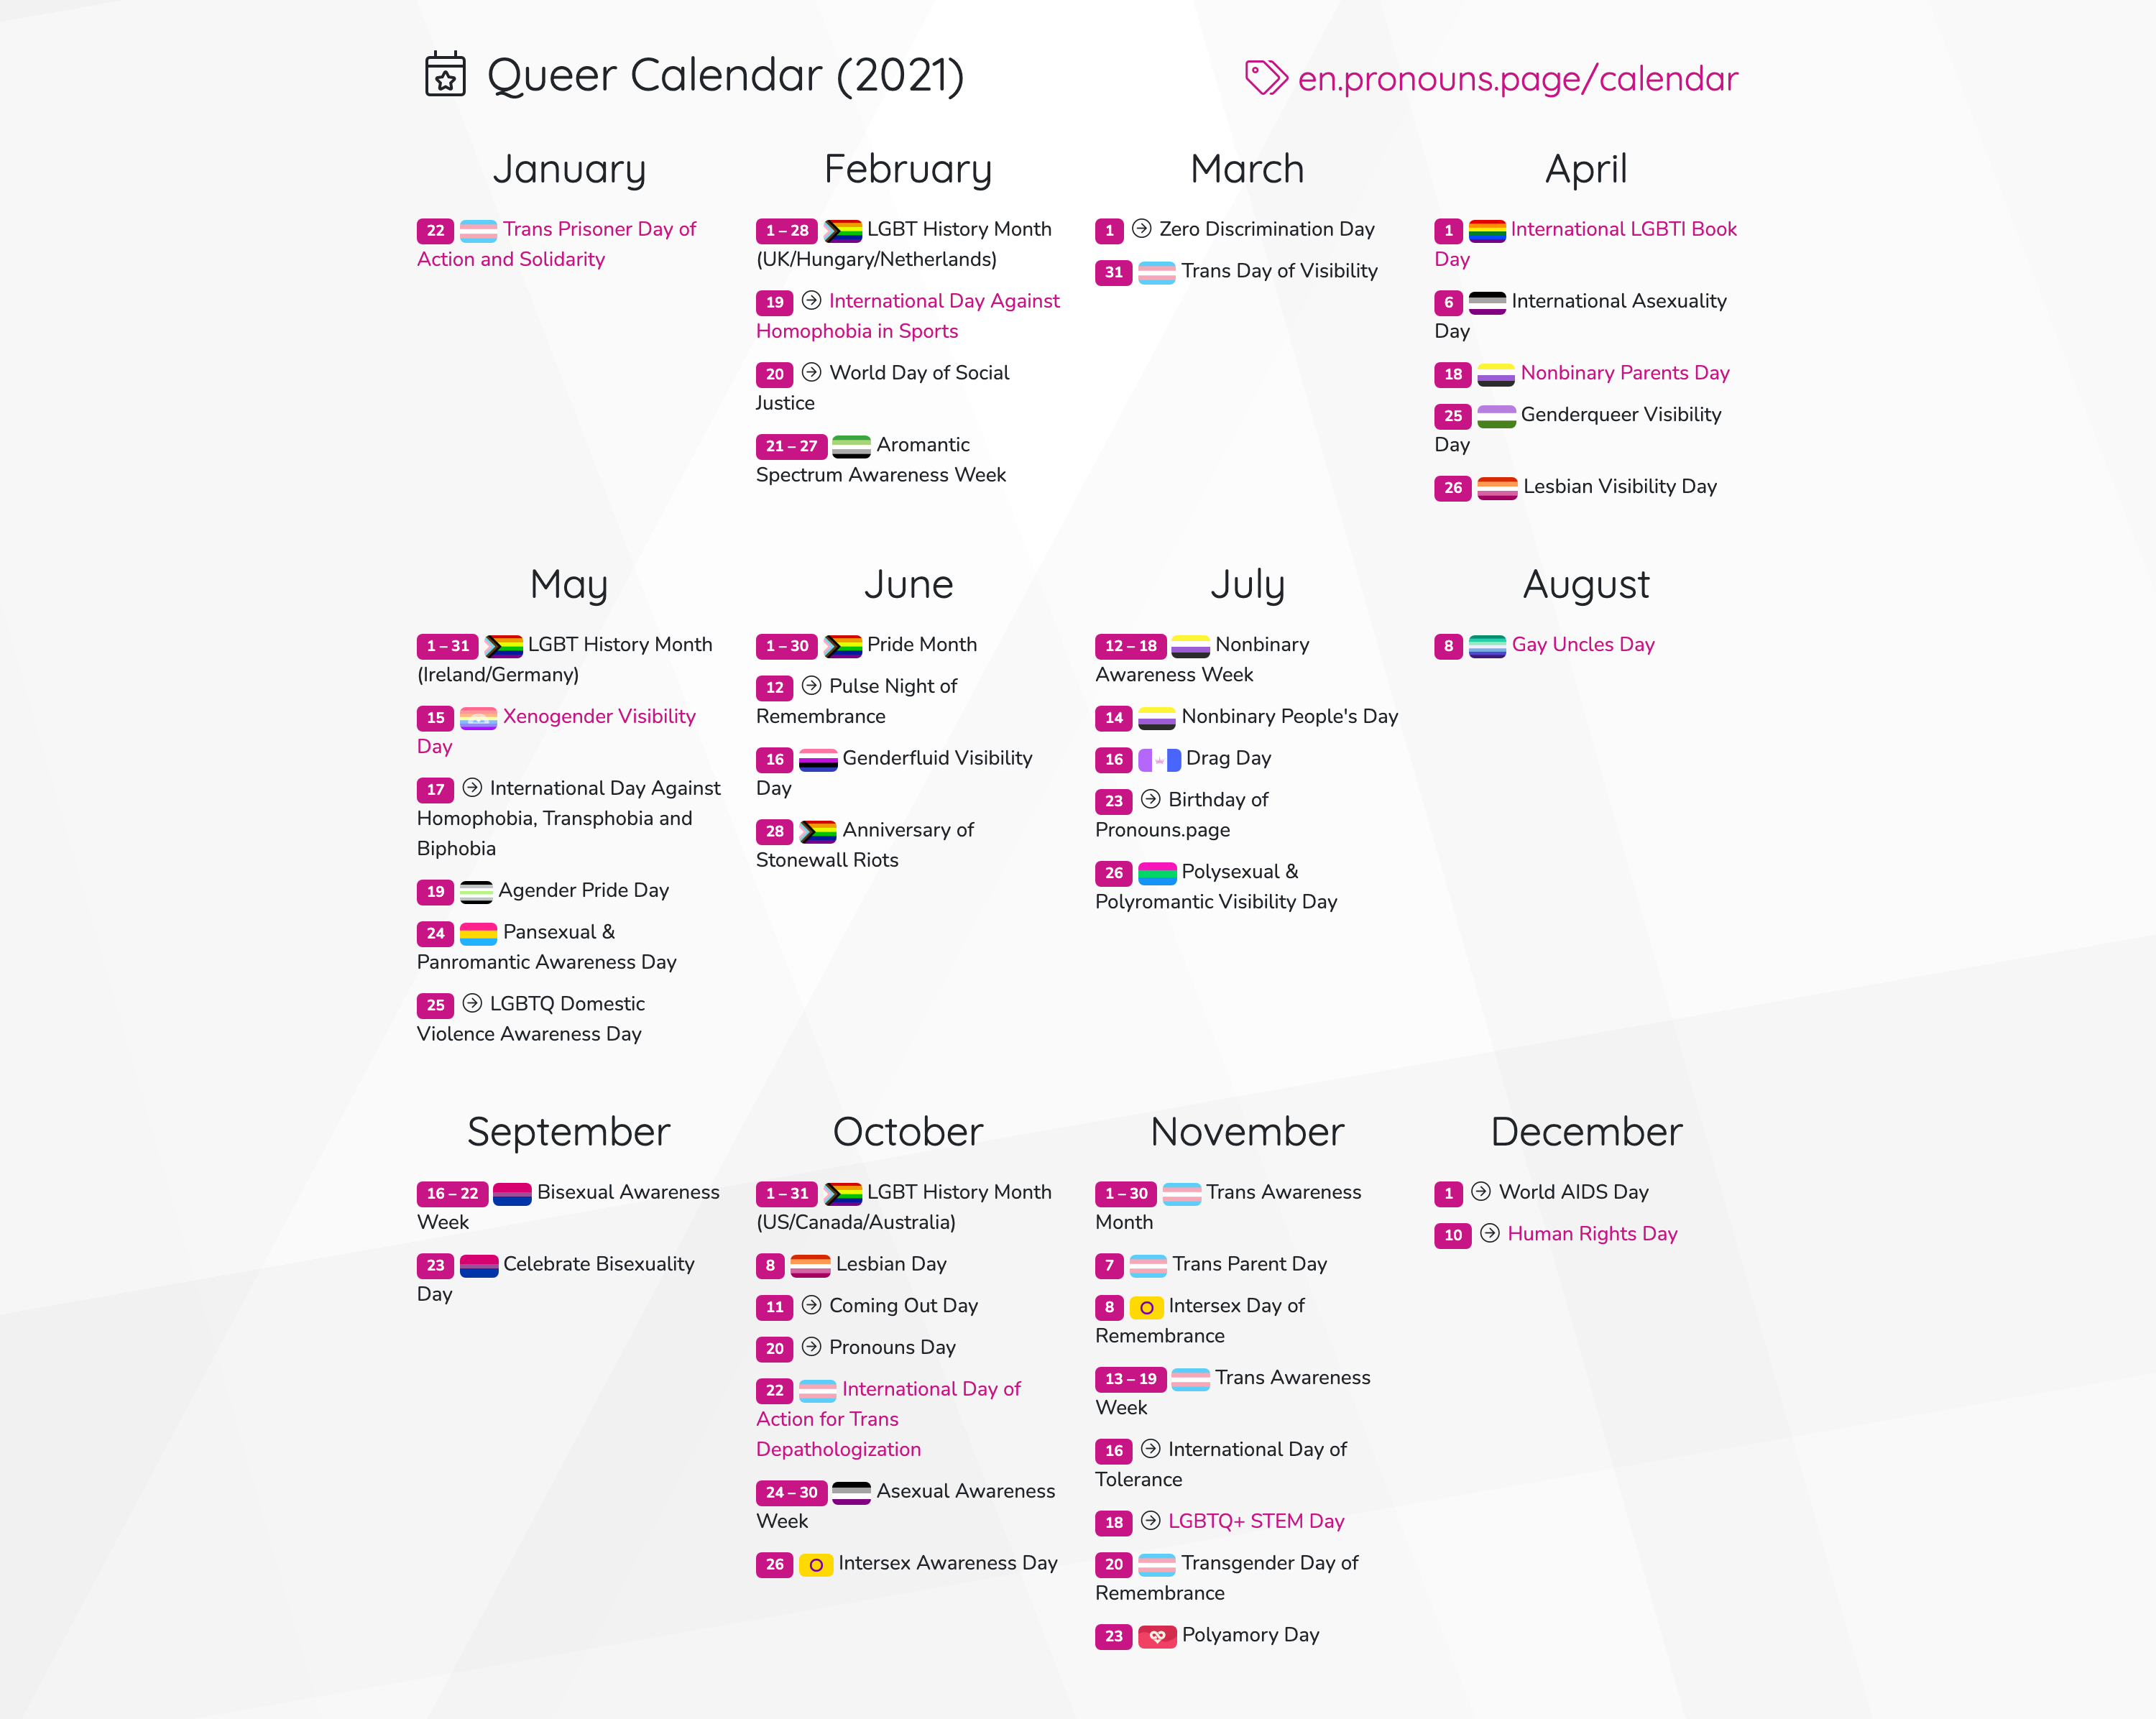 Queer Calendar (2021)
en.pronouns.page/calendar
January
22 Trans Prisoner Day of
Action and Solidarity
February
1 – 28 LGBT History Month
(UK/Hungary/Netherlands)
19 International Day Against
Homophobia in Sports
20 World Day of Social
Justice
21 – 27 Aromantic
Spectrum Awareness Week
March
1 Zero Discrimination Day
31 Trans Day of Visibility
April
1 International LGBTI Book
Day
6 International Asexuality
Day
18 Nonbinary Parents Day
25 Genderqueer Visibility
Day
26 Lesbian Visibility Day
May
1 – 31 LGBT History Month
(Ireland/Germany)
15 Xenogender Visibility
Day
17 International Day Against
Homophobia, Transphobia and
Biphobia
19 Agender Pride Day
24 Pansexual &
Panromantic Awareness Day
25 LGBTQ Domestic
Violence Awareness Day
June
1 – 30 Pride Month
12 Pulse Night of
Remembrance
16 Genderfluid Visibility
Day
28 Anniversary of
Stonewall Riots
July
12 – 18 Nonbinary
Awareness Week
14 Nonbinary People's Day
16 Drag Day
23 Birthday of
Pronouns.page
26 Polysexual &
Polyromantic Visibility Day
August
8 Gay Uncles Day
September
16 – 22 Bisexual Awareness
Week
23 Celebrate Bisexuality
Day
October
1 – 31 LGBT History Month
(US/Canada/Australia)
8 Lesbian Day
11 Coming Out Day
20 Pronouns Day
22 International Day of
Action for Trans
Depathologization
24 – 30 Asexual Awareness
Week
26 Intersex Awareness Day
November
1 – 30 Trans Awareness
Month
7 Trans Parent Day
8 Intersex Day of
Remembrance
13 – 19 Trans Awareness
Week
16 International Day of
Tolerance
18 LGBTQ+ STEM Day
20 Transgender Day of
Remembrance
23 Polyamory Day
December
1 World AIDS Day
10 Human Rights Day